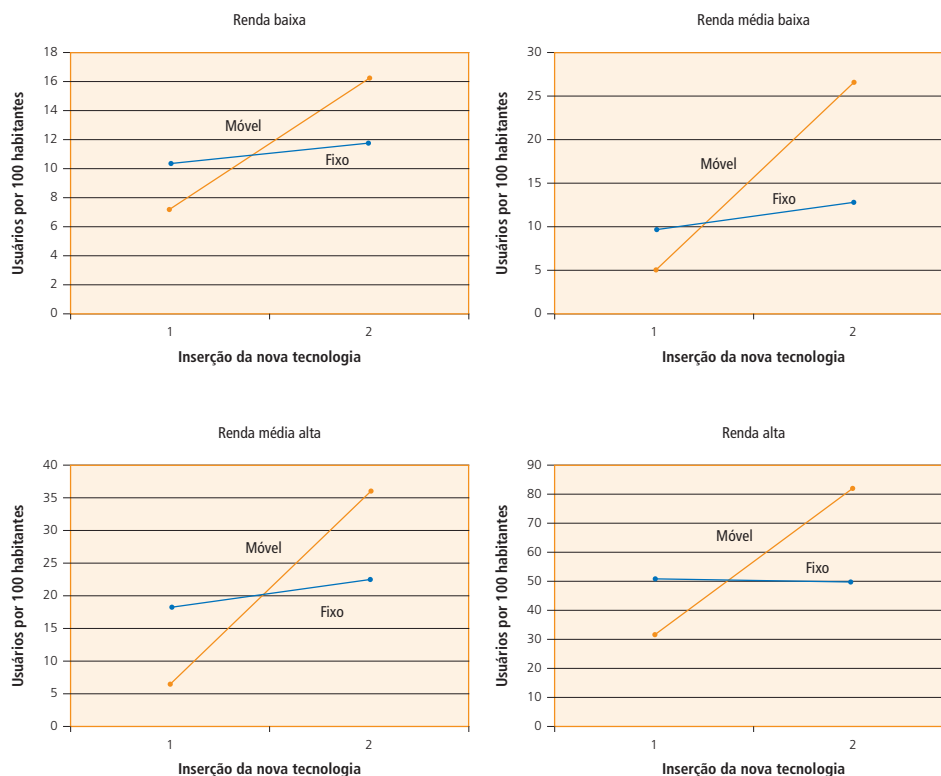 Renda baixa
Usuários por 100 habitantes
18
16
14
12
10
8
6
4
2
0
Móvel
Fixo
1 2
Inserção da nova tecnologia
Renda média baixa
Usuários por 100 habitantes
30
25
20
15
10
5
0
Móvel
Fixo
1 2
Inserção da nova tecnologia
Renda média alta
Usuários por 100 habitantes
40
35
30
25
20
15
10
5
0
Móvel
Fixo
1 2
Inserção da nova tecnologia
Renda alta
Usuários por 100 habitantes
90
80
70
60
50
40
30
20
10
0
Móvel
Fixo
1 2
Inserção da nova tecnologia